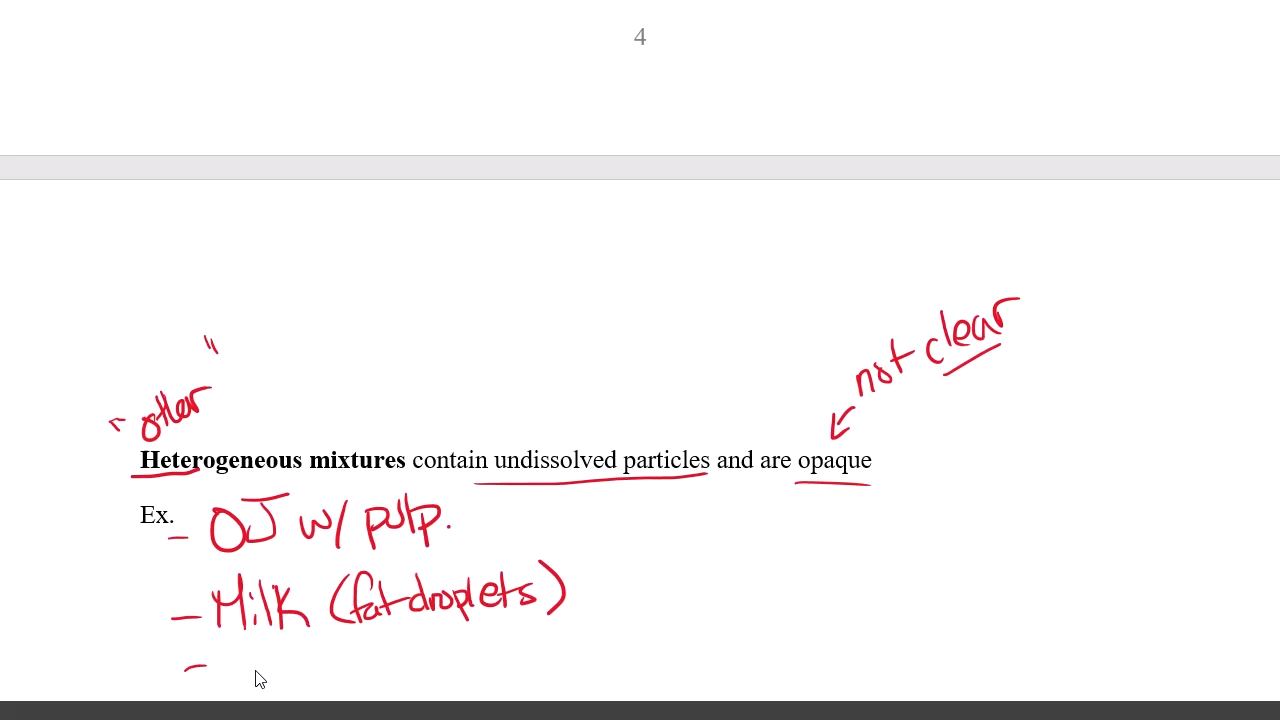 4
not clear
"other"
Heterogeneous mixtures contain undissolved particles and are opaque
Ex.
- OJ w/ pulp.
- Milk (fat droplets)
-